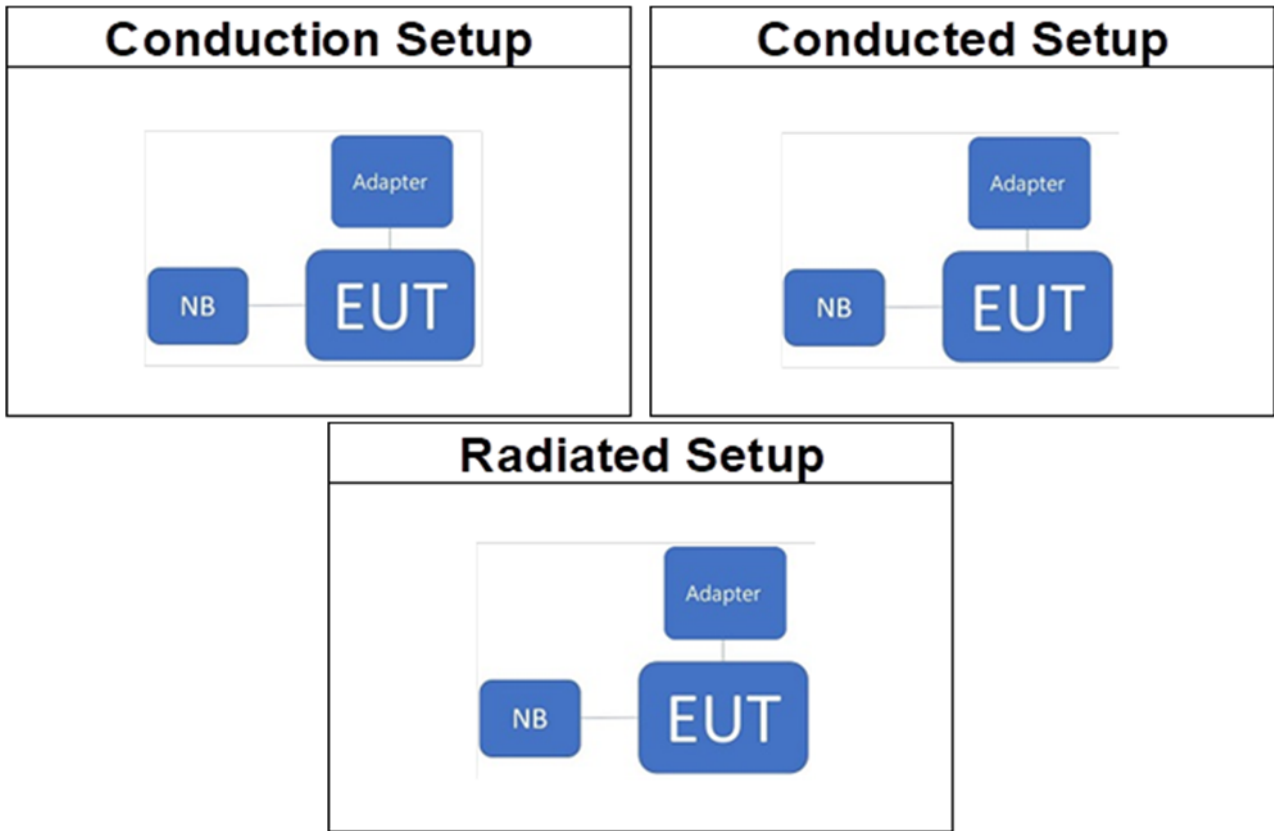 Conduction Setup
Adapter
NB
EUT
Conducted Setup
Adapter
NB
EUT
Radiated Setup
Adapter
NB
EUT